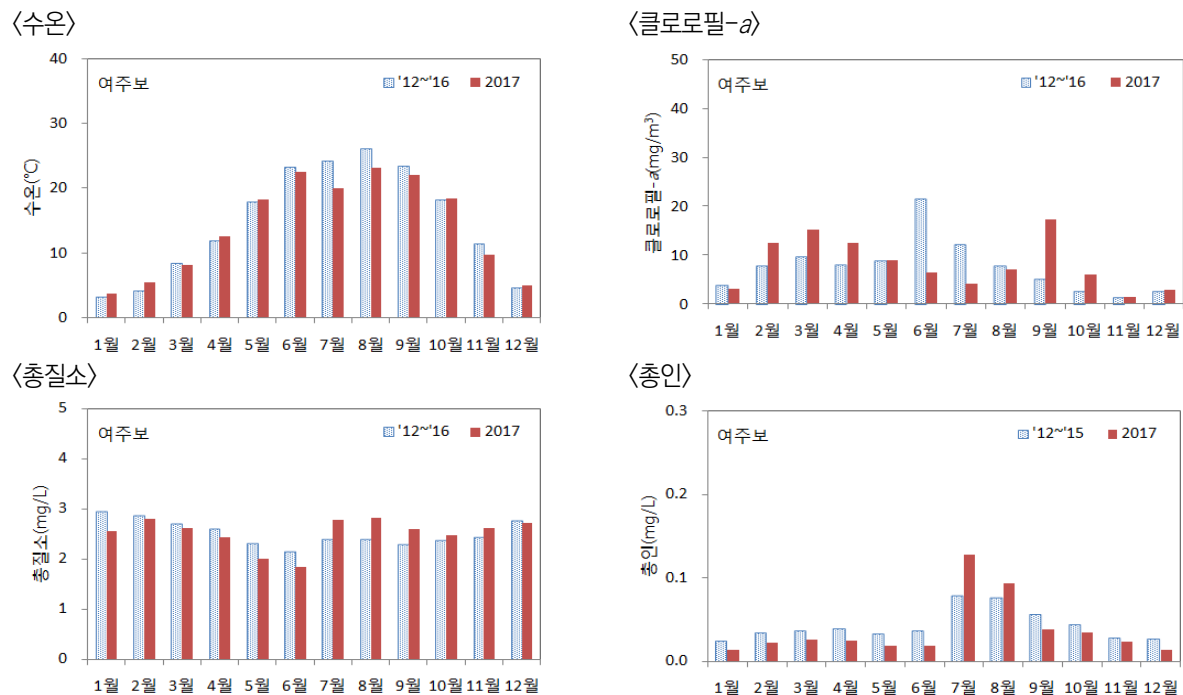 〈수온〉
40
30
20
10
0
수온(℃)
여주보
'12~'16
2017
1월 2월 3월 4월 5월 6월 7월 8월 9월 10월 11월 12월
〈클로로필-a〉
50
40
30
20
10
0
클로로필-a(mg/m³)
여주보
'12~'16
2017
1월 2월 3월 4월 5월 6월 7월 8월 9월 10월 11월 12월
〈총질소〉
5
4
3
2
1
0
총질소(mg/L)
여주보
'12~'16
2017
1월 2월 3월 4월 5월 6월 7월 8월 9월 10월 11월 12월
〈총인〉
0.3
0.2
0.1
0.0
총인(mg/L)
여주보
'12~'15
2017
1월 2월 3월 4월 5월 6월 7월 8월 9월 10월 11월 12월